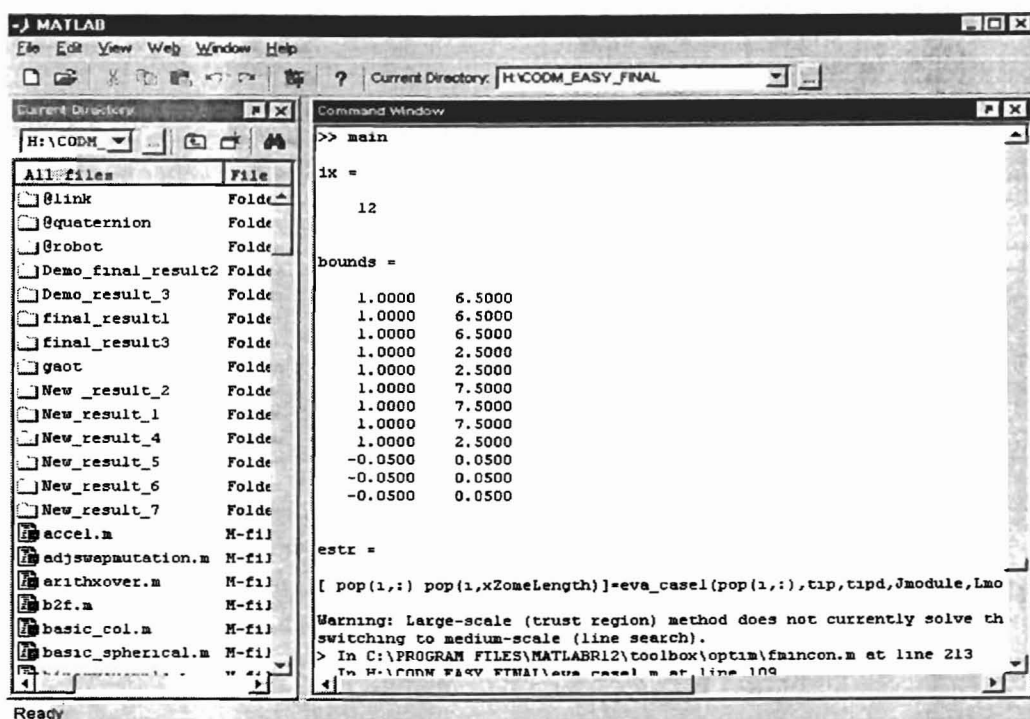 MATLAB
File Edit View Web Window Help
? Current Directory: H:\CODM_EASY_FINAL ...
Current Directory
H:\CODM_ ...
All files File
@link Folde
@quaternion Folde
@robot Folde
Demo_final_result2 Folde
Demo_result_3 Folde
final_result1 Folde
final_result3 Folde
gaot Folde
New _result_2 Folde
New_result_1 Folde
New_result_4 Folde
New_result_5 Folde
New_result_6 Folde
New_result_7 Folde
accel.m M-fil
adjswapmutation.m M-fil
arithxover.m M-fil
b2f.m M-fil
basic_col.m M-fil
basic_spherical.m M-fil
Command Window
>> main
ix =
12
bounds =
1.0000 6.5000
1.0000 6.5000
1.0000 6.5000
1.0000 2.5000
1.0000 2.5000
1.0000 7.5000
1.0000 7.5000
1.0000 7.5000
1.0000 2.5000
-0.0500 0.0500
-0.0500 0.0500
-0.0500 0.0500
estr =
[ pop(i,:) pop(i,xZomeLength)]=eva_case1(pop(i,:),tip,tipd,Jmodule,Lmo
Warning: Large-scale (trust region) method does not currently solve th
switching to medium-scale (line search).
> In C:\PROGRAM FILES\MATLABR12\toolbox\optim\fmincon.m at line 213
In H:\CODM_EASY_FINAL\eva_case1.m at line 109
Ready